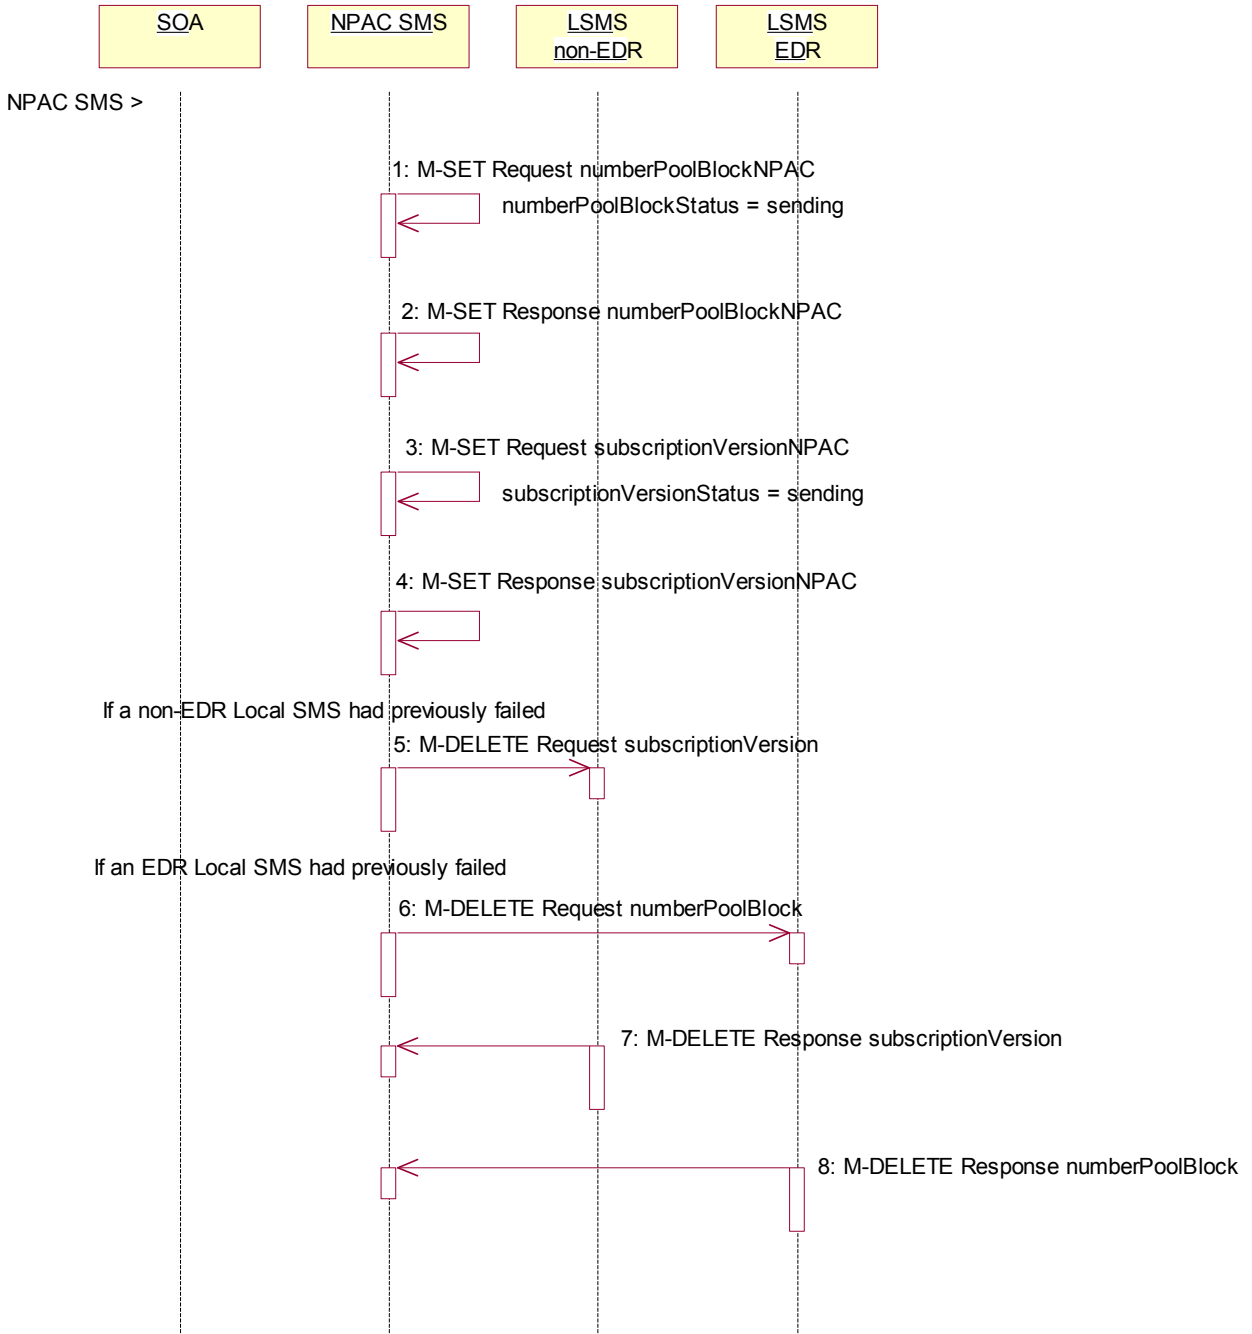 SOA
NPAC SMS
LSMS
non-EDR
LSMS
EDR
NPAC SMS >
1: M-SET Request numberPoolBlockNPAC
numberPoolBlockStatus = sending
2: M-SET Response numberPoolBlockNPAC
3: M-SET Request subscriptionVersionNPAC
subscriptionVersionStatus = sending
4: M-SET Response subscriptionVersionNPAC
If a non-EDR Local SMS had previously failed
5: M-DELETE Request subscriptionVersion
If an EDR Local SMS had previously failed
6: M-DELETE Request numberPoolBlock
7: M-DELETE Response subscriptionVersion
8: M-DELETE Response numberPoolBlock